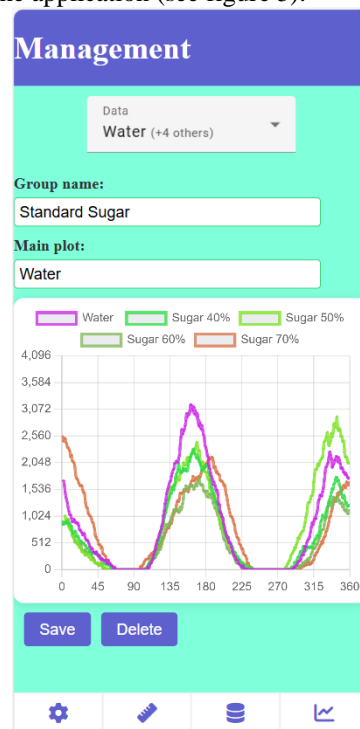 ne application (see figure 3).
Management
Data
Water (+4 others)
Group name:
Standard Sugar
Main plot:
Water
Water Sugar 40% Sugar 50%
Sugar 60% Sugar 70%
4,096
3,584
3,072
2,560
2,048
1,536
1,024
512
0
0 45 90 135 180 225 270 315 360
Save Delete